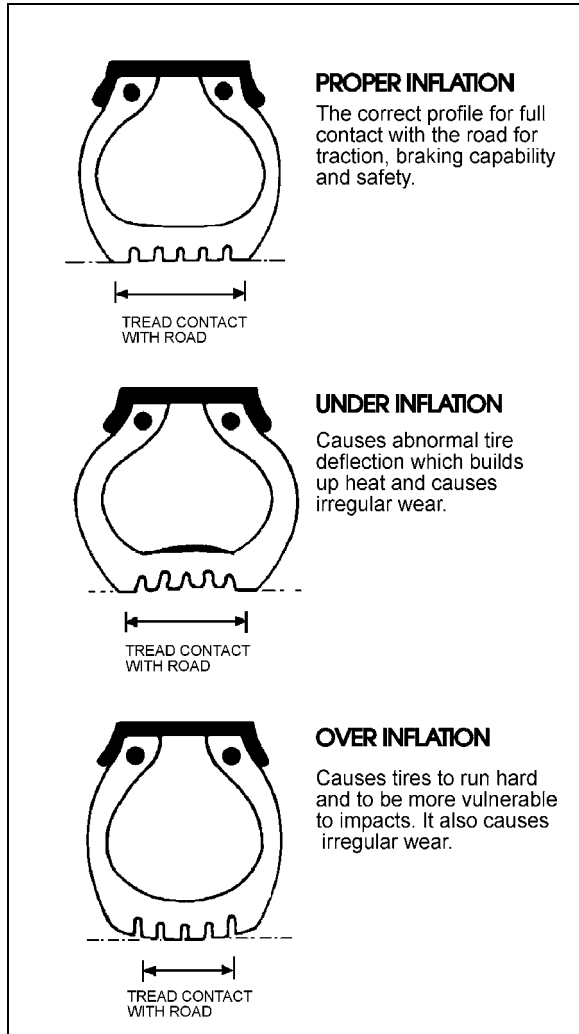 PROPER INFLATION
The correct profile for full
contact with the road for
traction, braking capability
and safety.
TREAD CONTACT
WITH ROAD
UNDER INFLATION
Causes abnormal tire
deflection which builds
up heat and causes
irregular wear.
TREAD CONTACT
WITH ROAD
OVER INFLATION
Causes tires to run hard
and to be more vulnerable
to impacts. It also causes
irregular wear.
TREAD CONTACT
WITH ROAD